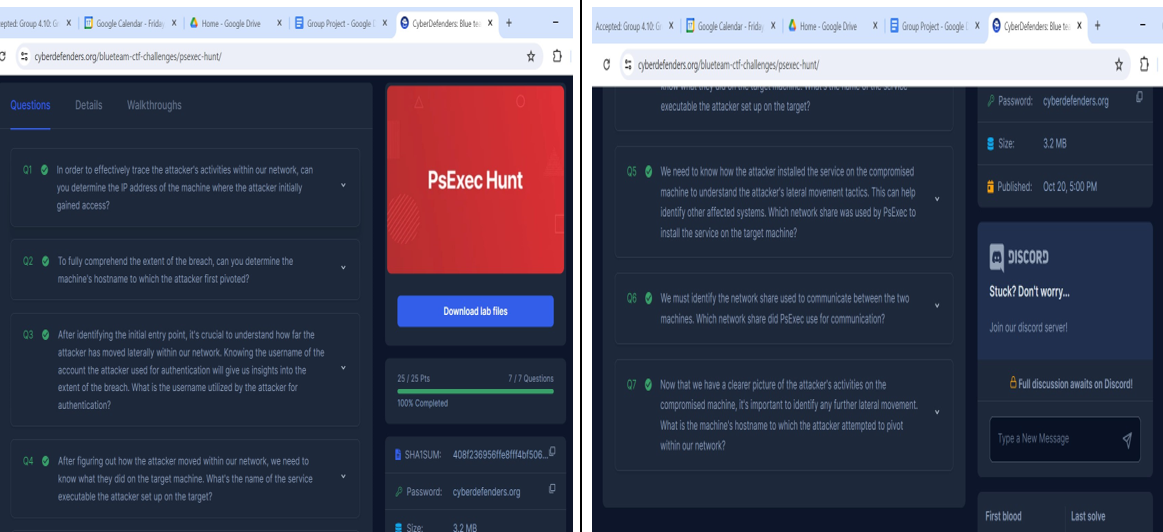 epted: Group 4.10: G
Google Calendar - Friday
Home - Google Drive
Group Project - Google D
CyberDefenders: Blue tea
cyberdefenders.org/blueteam-ctf-challenges/psexec-hunt/
Questions
Details
Walkthroughs
Q1 In order to effectively trace the attacker's activities within our network, can
you determine the IP address of the machine where the attacker initially
gained access?
Q2 To fully comprehend the extent of the breach, can you determine the
machine's hostname to which the attacker first pivoted?
Q3 After identifying the initial entry point, it's crucial to understand how far the
attacker has moved laterally within our network. Knowing the username of the
account the attacker used for authentication will give us insights into the
extent of the breach. What is the username utilized by the attacker for
authentication?
Q4 After figuring out how the attacker moved within our network, we need to
know what they did on the target machine. What's the name of the service
executable the attacker set up on the target?
PsExec Hunt
Download lab files
25 / 25 Pts
7 / 7 Questions
100% Completed
SHA1SUM: 408f236956ffe8fff4bf506...
Password: cyberdefenders.org
Size: 3.2 MB
Accepted: Group 4.10: G
Google Calendar - Friday
Home - Google Drive
Group Project - Google D
CyberDefenders: Blue tea
cyberdefenders.org/blueteam-ctf-challenges/psexec-hunt/
know what they did on the target machine. What's the name of the service
executable the attacker set up on the target?
Q5 We need to know how the attacker installed the service on the compromised
machine to understand the attacker's lateral movement tactics. This can help
identify other affected systems. Which network share was used by PsExec to
install the service on the target machine?
Q6 We must identify the network share used to communicate between the two
machines. Which network share did PsExec use for communication?
Q7 Now that we have a clearer picture of the attacker's activities on the
compromised machine, it's important to identify any further lateral movement.
What is the machine's hostname to which the attacker attempted to pivot
within our network?
Password: cyberdefenders.org
Size: 3.2 MB
Published: Oct 20, 5:00 PM
DISCORD
Stuck? Don't worry...
Join our discord server!
Full discussion awaits on Discord!
Type a New Message
First blood
Last solve